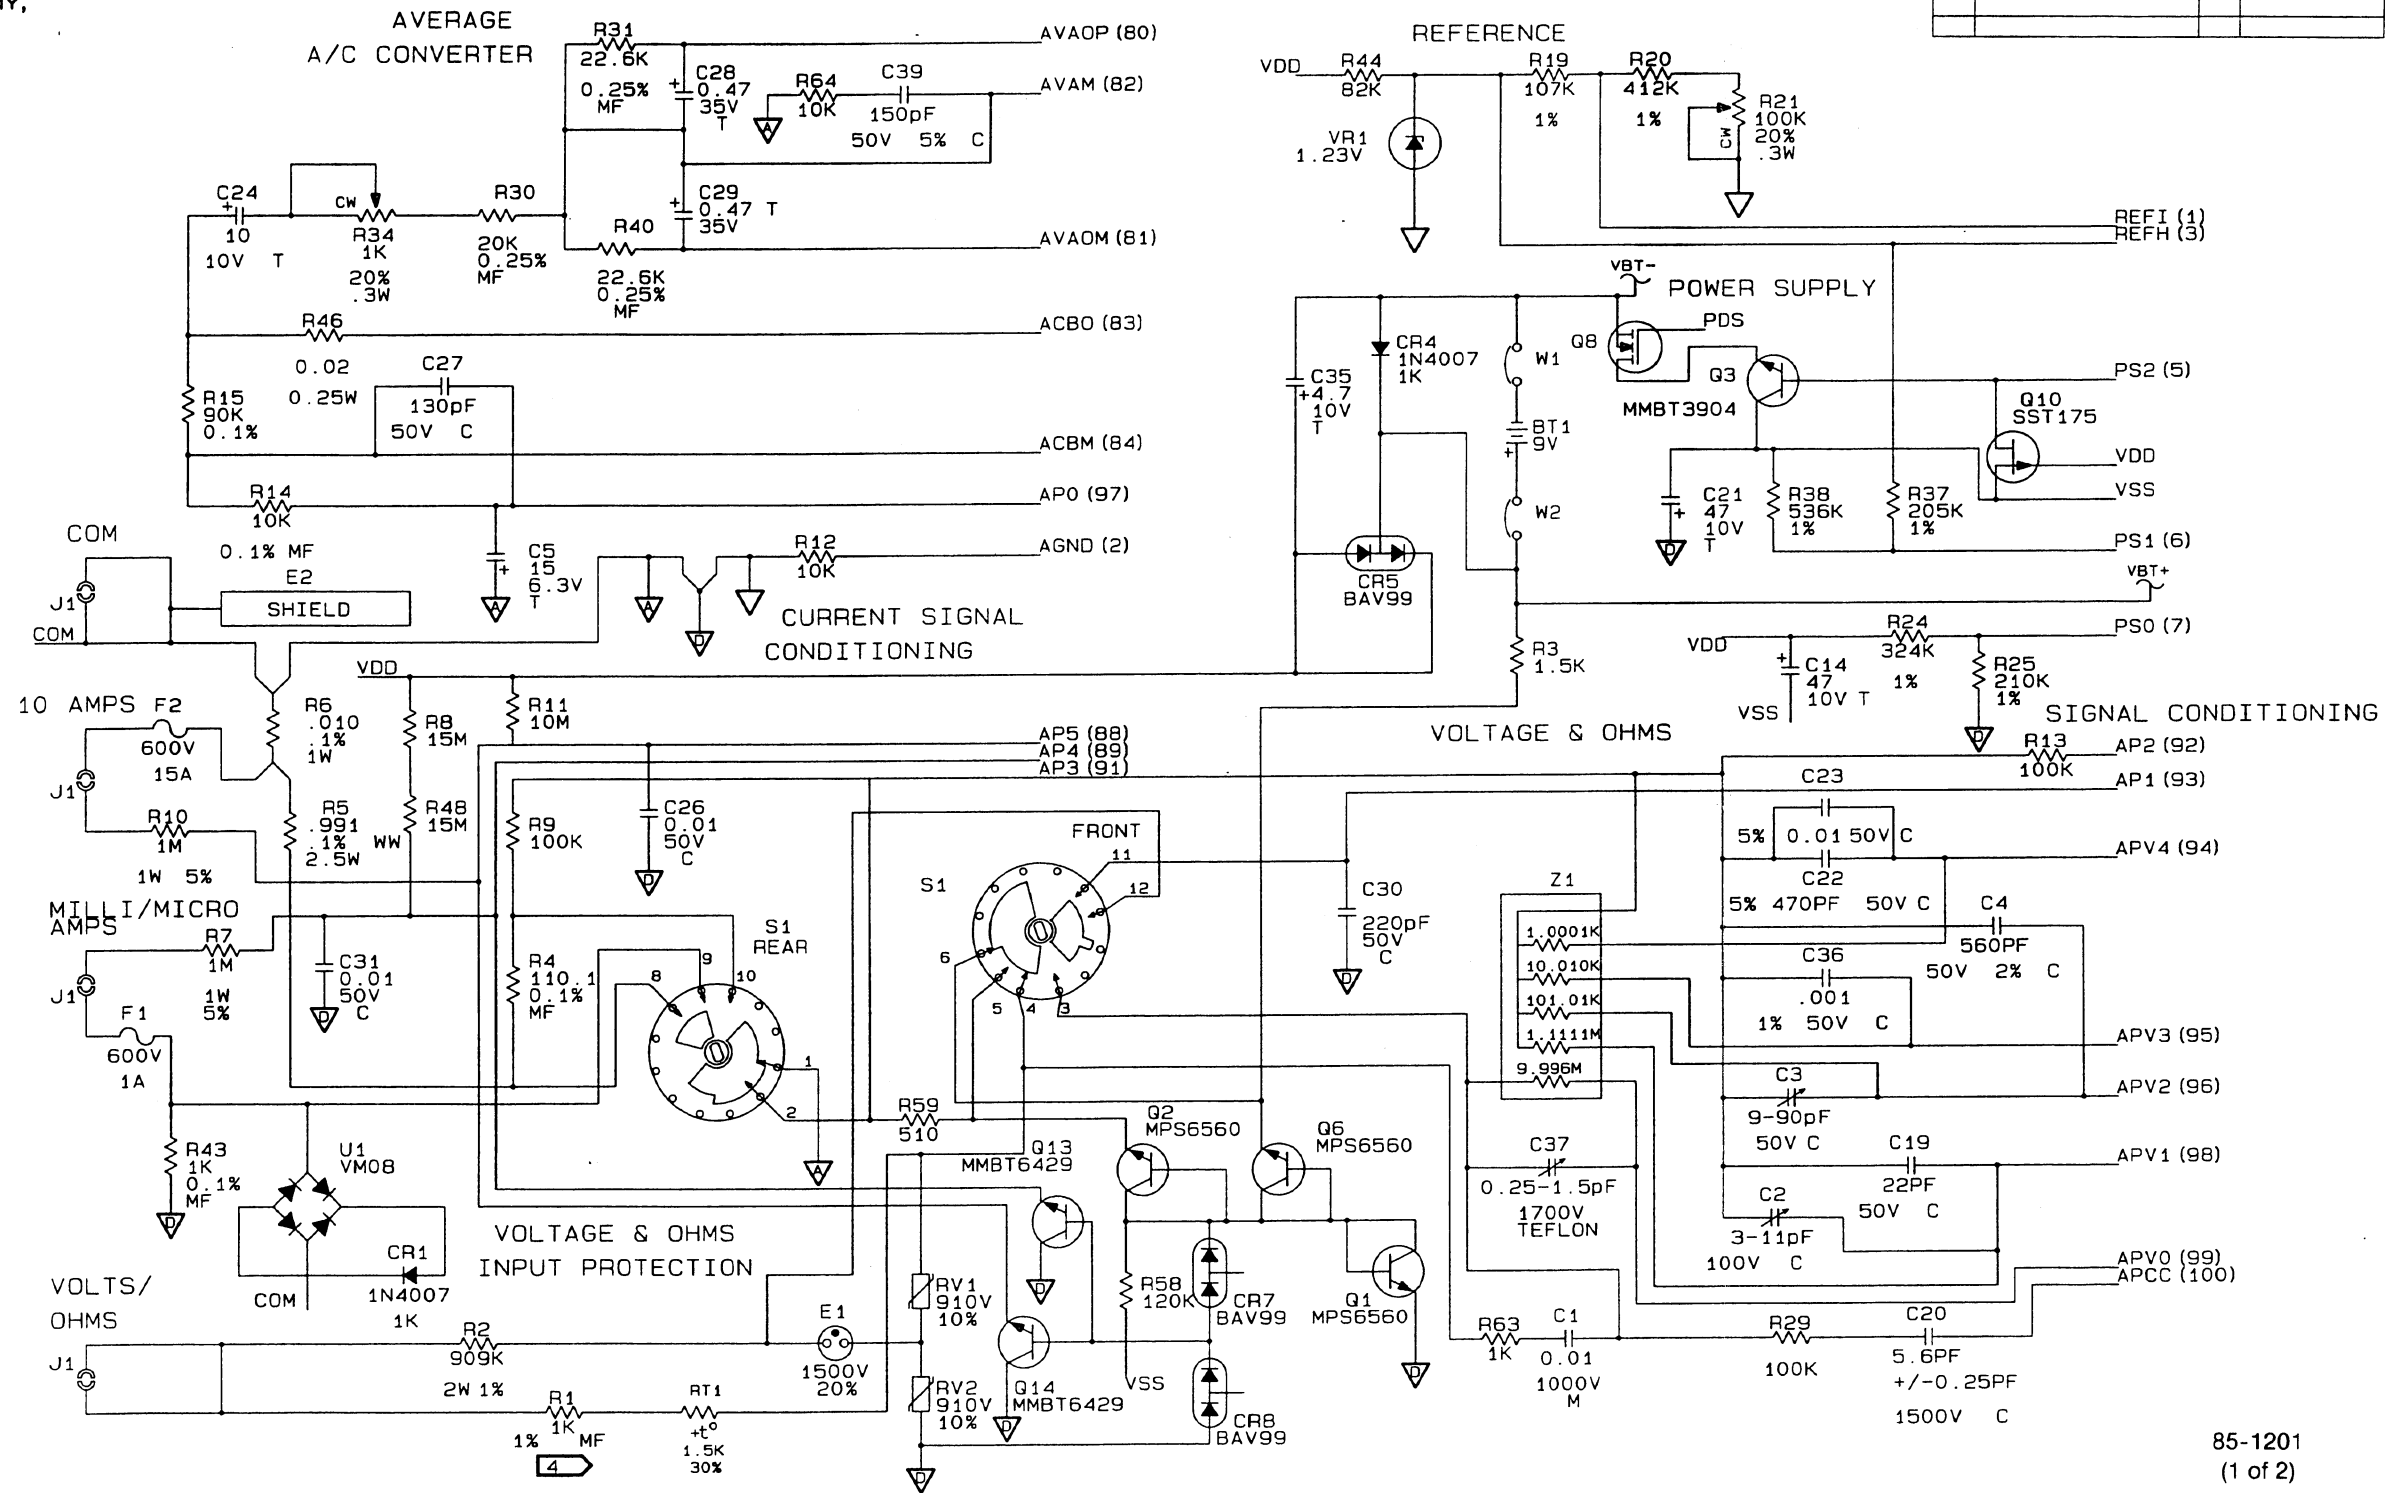 AVERAGE
A/C CONVERTER
R31
22.6K
0.25%
MF
C28
+ 0.47
35V
T
R64
10K
C39
150pF
50V 5% C
A
AVAOP (80)
AVAM (82)
C24
+
10
10V T
CW
R34
1K
20%
.3W
R30
20K
0.25%
MF
R40
22.6K
0.25%
MF
C29
+ 0.47 T
35V
AVAOM (81)
R46
0.02
0.25W
ACBO (83)
R15
90K
0.1%
C27
130pF
50V C
ACBM (84)
R14
10K
0.1% MF
APO (97)
C5
15
+ 6.3V
T
A
R12
10K
AGND (2)
A
D
CURRENT SIGNAL
CONDITIONING
COM
J1
COM
E2
SHIELD
REFERENCE
VDD
R44
82K
R19
107K
1%
R20
412K
1%
R21
100K
20%
.3W
CW
VR1
1.23V
REFI (1)
REFH (3)
VBT-
POWER SUPPLY
PDS
Q8
CR4
1N4007
1K
W1
Q3
MMBT3904
PS2 (5)
Q10
SST175
C35
+4.7
10V
T
BT1
9V
+
VDD
VSS
W2
C21
47
+ 10V
T
D
R38
536K
1%
R37
205K
1%
PS1 (6)
CR5
BAV99
VBT+
R3
1.5K
VDD
R24
324K
1%
PS0 (7)
+ C14
47
10V T
VSS
R25
210K
1%
D
VDD
10 AMPS
F2
600V
15A
J1
R6
.010
.1%
1W
R8
15M
R11
10M
AP5 (88)
AP4 (89)
AP3 (91)
R10
1M
1W 5%
R5
.991
.1%
2.5W
WW
R48
15M
R9
100K
C26
0.01
50V
C
D
MILLI/MICRO
AMPS
R7
1M
1W
5%
J1
F1
600V
1A
C31
0.01
50V
C
D
R4
110.1
0.1%
MF
S1
REAR
8
9
10
1
2
A
S1
FRONT
11
12
6
5
4
3
C30
220pF
50V
C
D
VOLTAGE & OHMS
SIGNAL CONDITIONING
R13
100K
AP2 (92)
AP1 (93)
C23
5% 0.01 50V C
APV4 (94)
C22
5% 470PF 50V C
C4
560PF
50V 2% C
Z1
1.0001K
10.010K
101.01K
1.1111M
9.996M
C36
.001
1% 50V C
APV3 (95)
C3
9-90pF
50V C
APV2 (96)
C37
0.25-1.5pF
1700V
TEFLON
C19
22PF
50V C
APV1 (98)
C2
3-11pF
100V C
APV0 (99)
APCC (100)
R43
1K
0.1%
MF
D
U1
VM08
CR1
1N4007
1K
COM
VOLTAGE & OHMS
INPUT PROTECTION
R59
510
Q13
MMBT6429
D
Q2
MPS6560
Q6
MPS6560
Q1
MPS6560
D
RV1
910V
10%
RV2
910V
10%
D
R58
120K
VSS
CR7
BAV99
CR8
BAV99
Q14
MMBT6429
D
R63
1K
C1
0.01
1000V
M
R29
100K
C20
5.6PF
+/-0.25PF
1500V C
VOLTS/
OHMS
J1
R2
909K
2W 1%
E1
1500V
20%
R1
1K
1% MF
4
RT1
+t°
1.5K
30%
85-1201
(1 of 2)